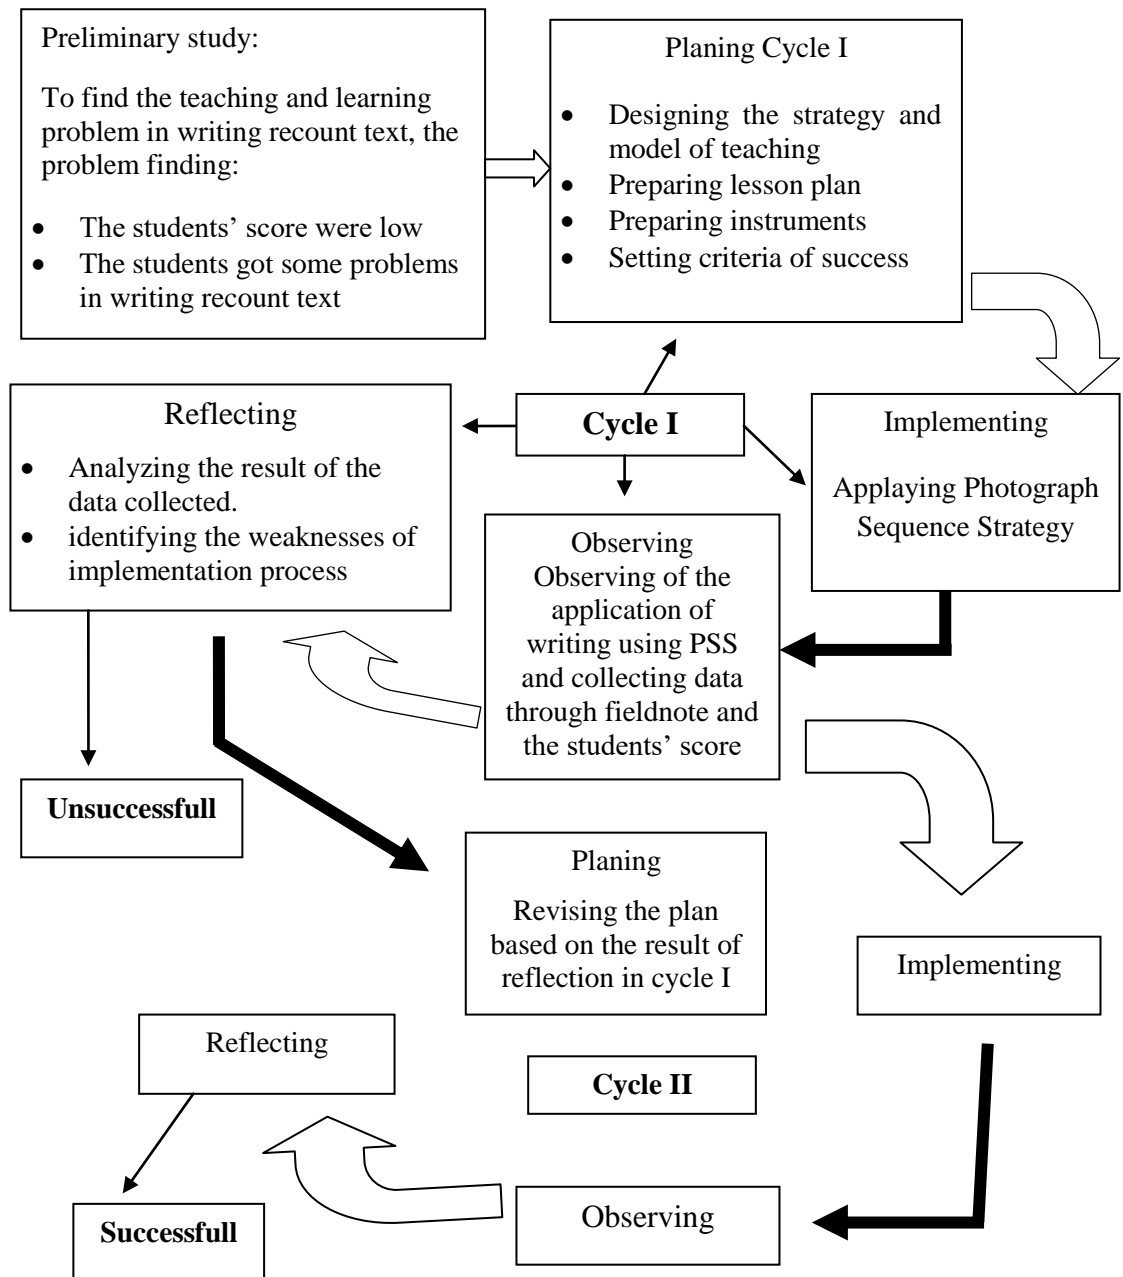 Preliminary study:
To find the teaching and learning
problem in writing recount text, the
problem finding:
• The students’ score were low
• The students got some problems
in writing recount text
Planing Cycle I
• Designing the strategy and
model of teaching
• Preparing lesson plan
• Preparing instruments
• Setting criteria of success
Reflecting
• Analyzing the result of the
data collected.
• identifying the weaknesses of
implementation process
Cycle I
Implementing
Applaying Photograph
Sequence Strategy
Observing
Observing of the
application of
writing using PSS
and collecting data
through fieldnote and
the students’ score
Unsuccessfull
Planing
Revising the plan
based on the result of
reflection in cycle I
Implementing
Reflecting
Cycle II
Observing
Successfull